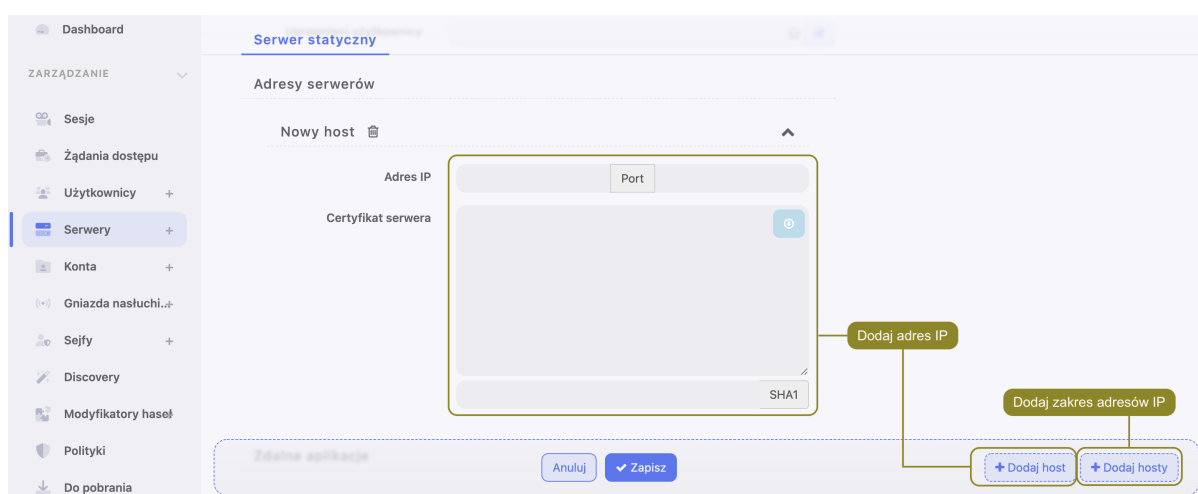 Dashboard
ZARZĄDZANIE
Sesje
Żądania dostępu
Użytkownicy +
Serwery +
Konta +
Gniazda nasłuchi..+
Sejfy +
Discovery
Modyfikatory haseł
Polityki
Do pobrania
Serwer statyczny
Adresy serwerów
Nowy host
Adres IP
Port
Certyfikat serwera
SHA1
Dodaj adres IP
Dodaj zakres adresów IP
Zdalne aplikacje
Anuluj
Zapisz
+ Dodaj host
+ Dodaj hosty